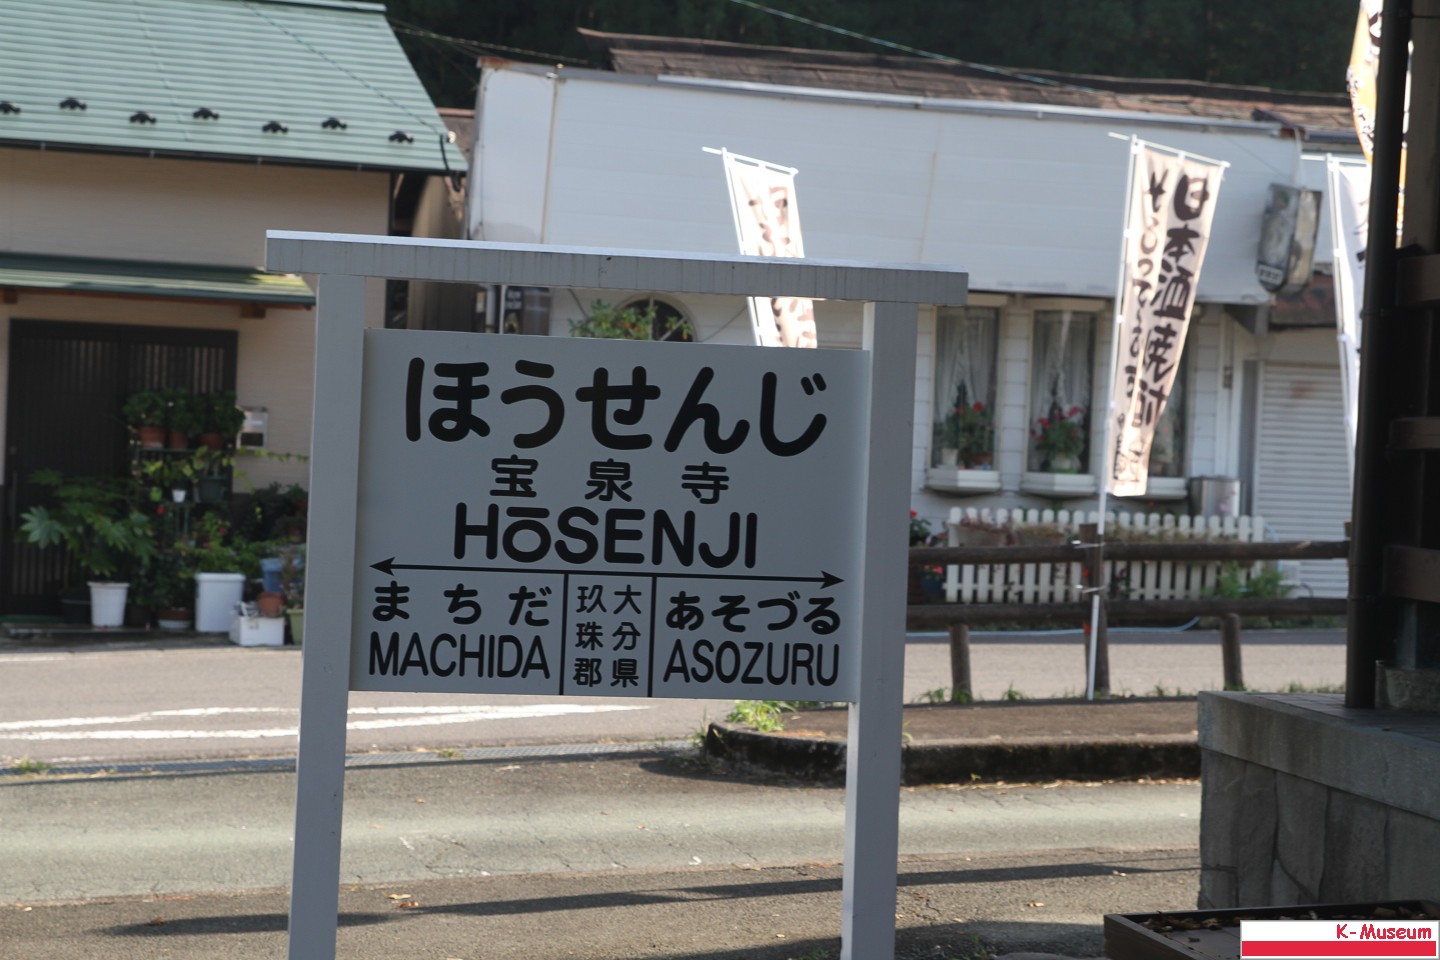 ほうせんじ
宝泉寺
HōSENJI
まちだ
MACHIDA
大分県
玖珠郡
あそづる
ASOZURU
日本酒焼酎
K-Museum